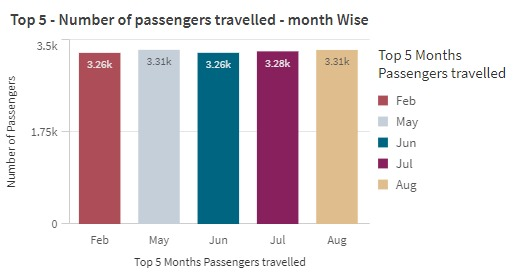 Top 5 - Number of passengers travelled - month Wise
3.5k
1.75k
0
Number of Passengers
3.26k
3.31k
3.26k
3.28k
3.31k
Feb
May
Jun
Jul
Aug
Top 5 Months Passengers travelled
Top 5 Months
Passengers travelled
Feb
May
Jun
Jul
Aug